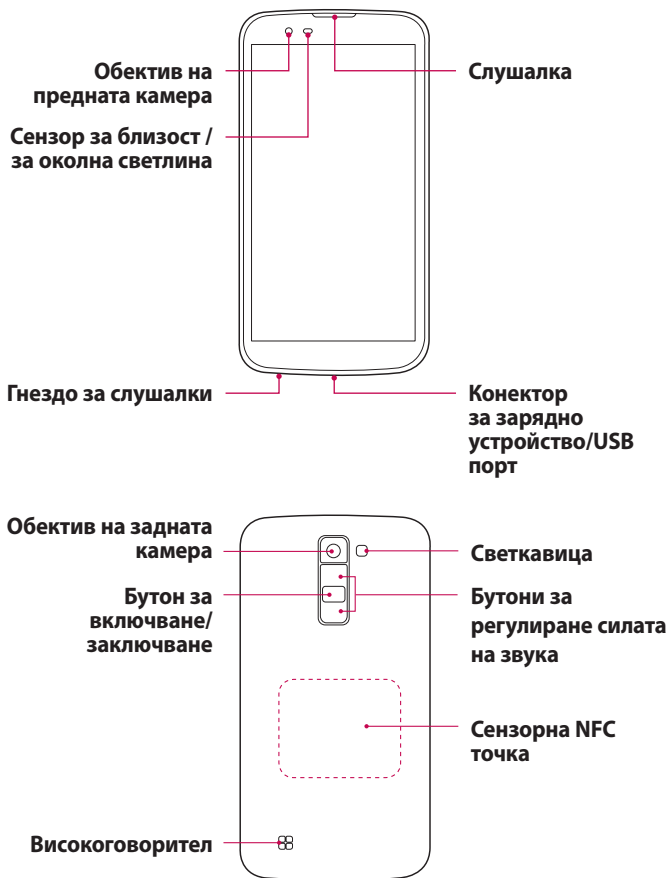 Обектив на
предната камера
Слушалка
Сензор за близост /
за околна светлина
Гнездо за слушалки
Конектор
за зарядно
устройство/USB
порт
Обектив на задната
камера
Светкавица
Бутон за
включване/
заключване
Бутони за
регулиране силата
на звука
Сензорна NFC
точка
Високоговорител